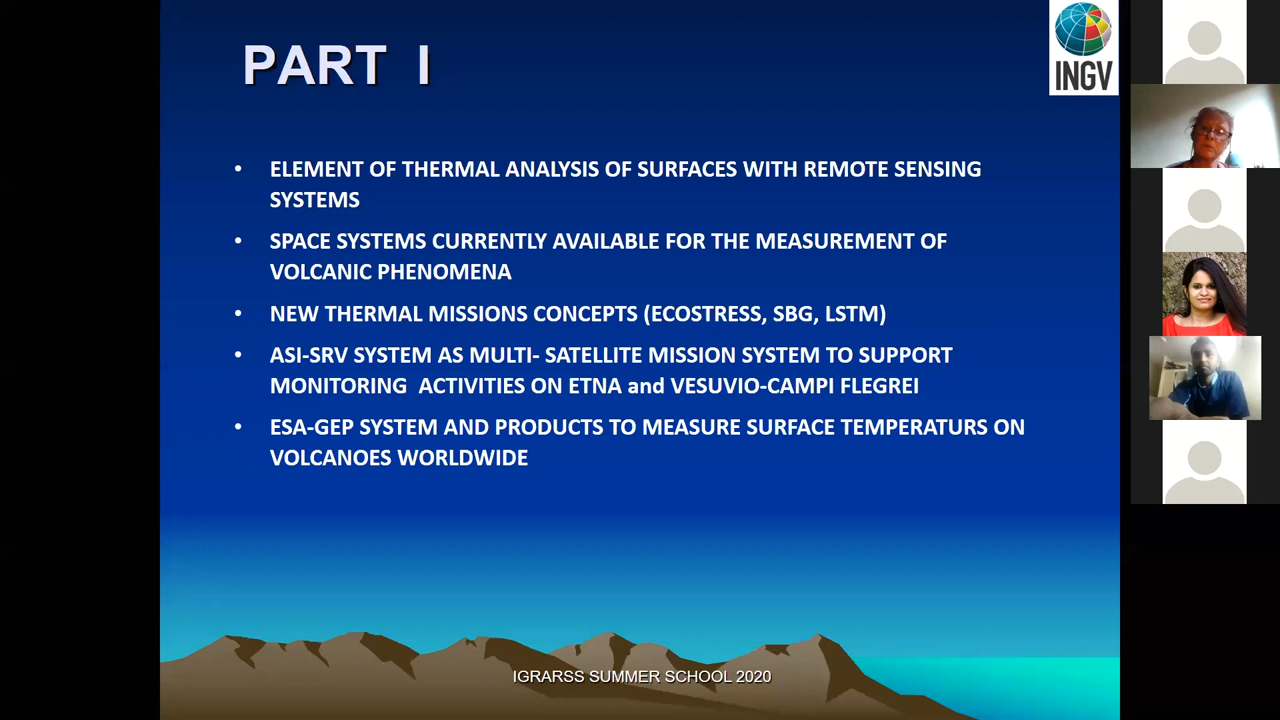 PART I
INGV
• ELEMENT OF THERMAL ANALYSIS OF SURFACES WITH REMOTE SENSING
SYSTEMS
• SPACE SYSTEMS CURRENTLY AVAILABLE FOR THE MEASUREMENT OF
VOLCANIC PHENOMENA
• NEW THERMAL MISSIONS CONCEPTS (ECOSTRESS, SBG, LSTM)
• ASI-SRV SYSTEM AS MULTI- SATELLITE MISSION SYSTEM TO SUPPORT
MONITORING ACTIVITIES ON ETNA and VESUVIO-CAMPI FLEGREI
• ESA-GEP SYSTEM AND PRODUCTS TO MEASURE SURFACE TEMPERATURS ON
VOLCANOES WORLDWIDE
IGRARSS SUMMER SCHOOL 2020